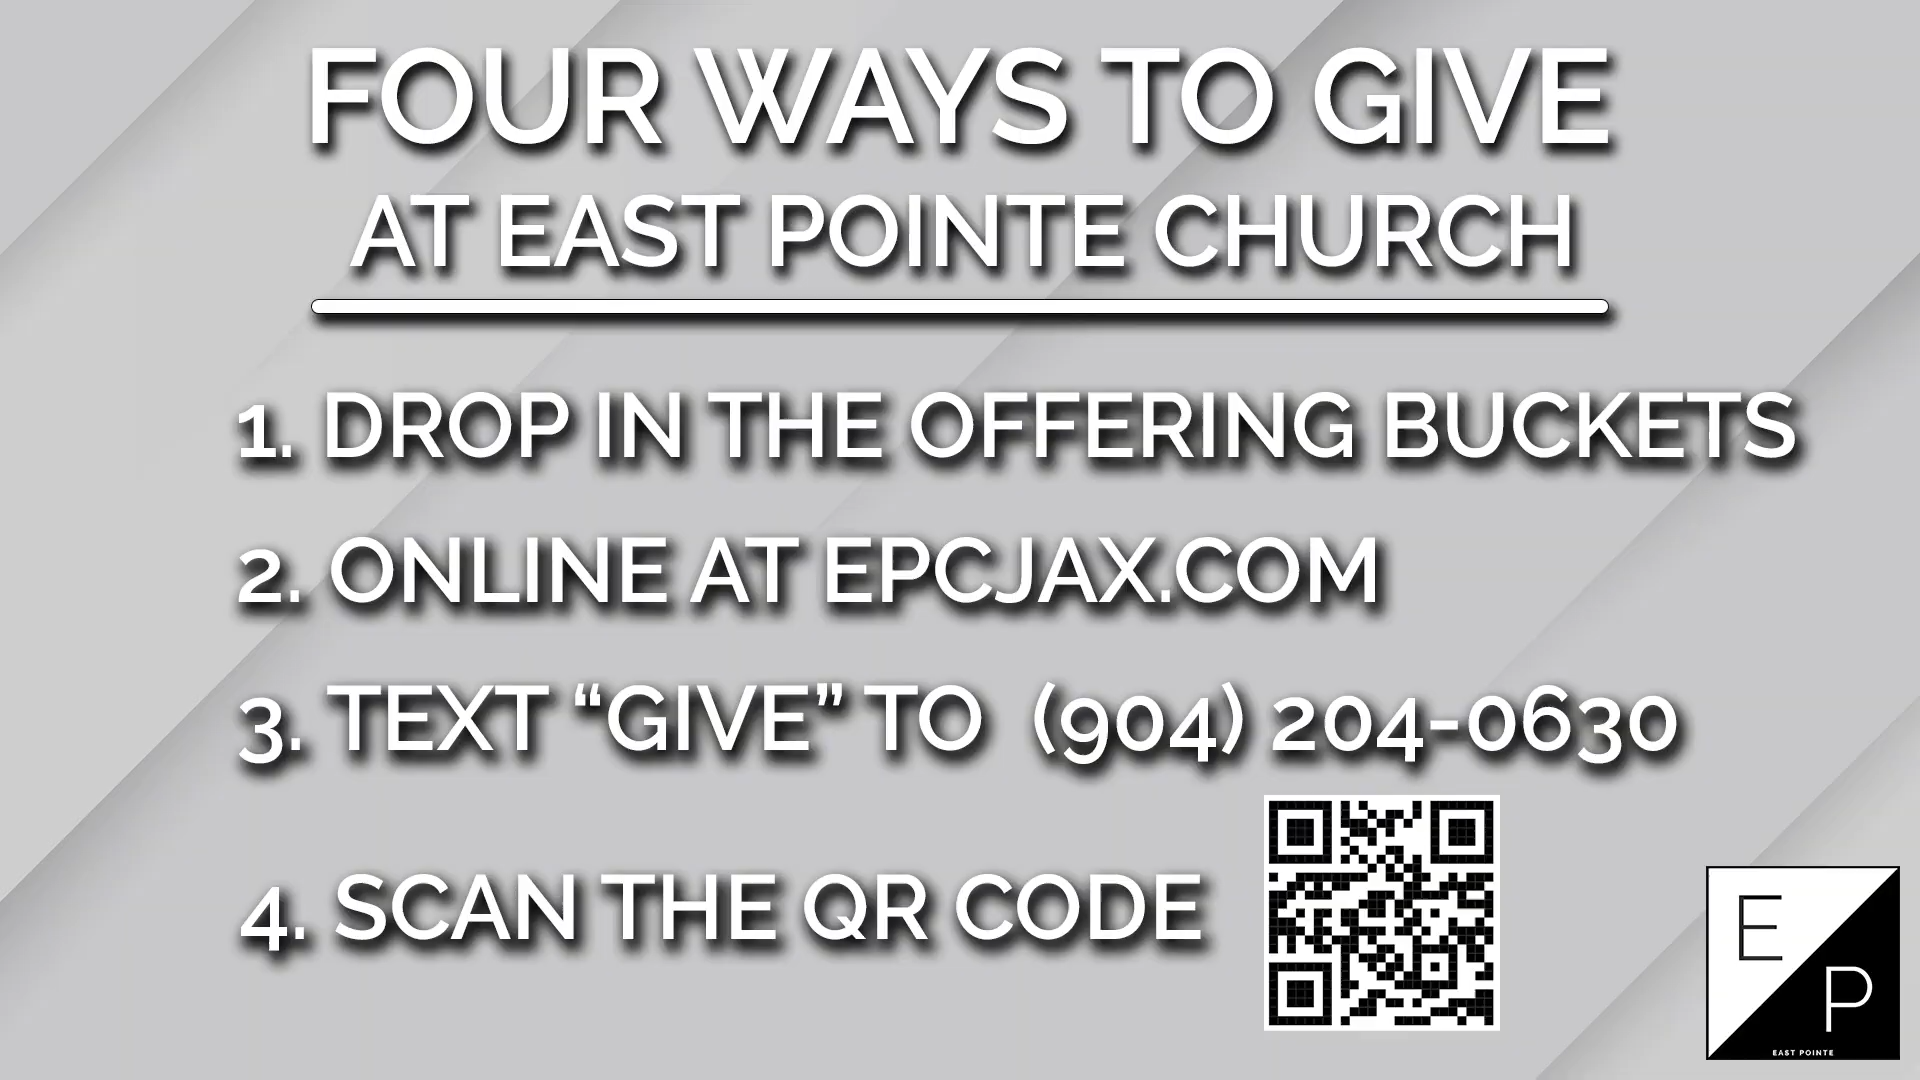 FOUR WAYS TO GIVE
AT EAST POINTE CHURCH
1. DROP IN THE OFFERING BUCKETS
2. ONLINE AT EPCJAX.COM
3. TEXT “GIVE” TO (904) 204-0630
4. SCAN THE QR CODE
E
P
EAST POINTE